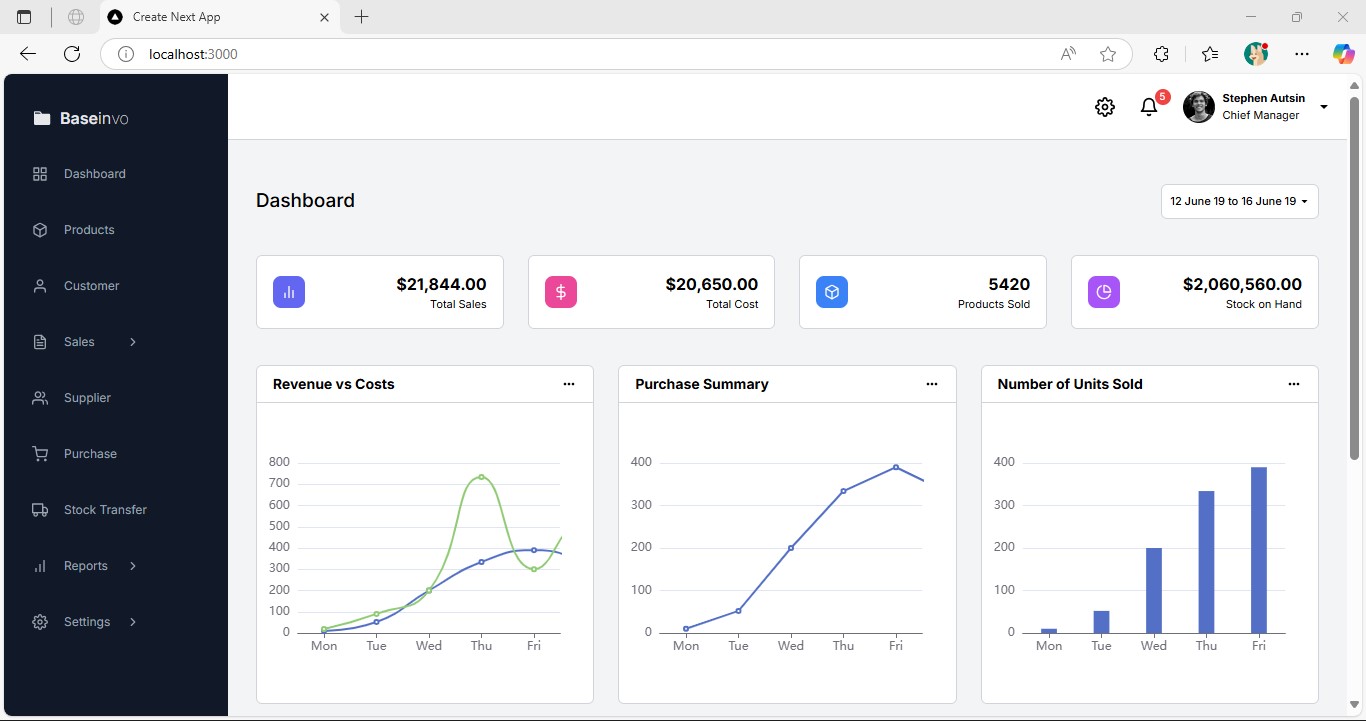 Create Next App
localhost:3000
Baseinvo
Dashboard
Products
Customer
Sales
Supplier
Purchase
Stock Transfer
Reports
Settings
5
Stephen Autsin
Chief Manager
Dashboard
12 June 19 to 16 June 19
$21,844.00
Total Sales
$20,650.00
Total Cost
5420
Products Sold
$2,060,560.00
Stock on Hand
Revenue vs Costs
800
700
600
500
400
300
200
100
0
Mon Tue Wed Thu Fri
Purchase Summary
400
300
200
100
0
Mon Tue Wed Thu Fri
Number of Units Sold
400
300
200
100
0
Mon Tue Wed Thu Fri